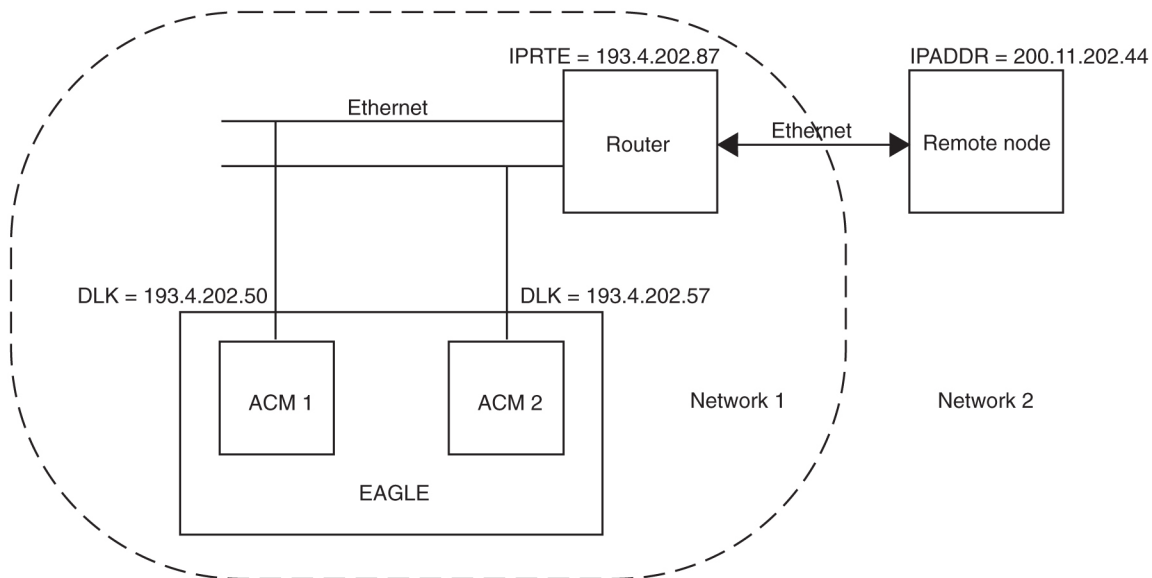 IPRTE = 193.4.202.87
IPADDR = 200.11.202.44
Ethernet
Router
Ethernet
Remote node
DLK = 193.4.202.50
DLK = 193.4.202.57
ACM 1
ACM 2
Network 1
Network 2
EAGLE